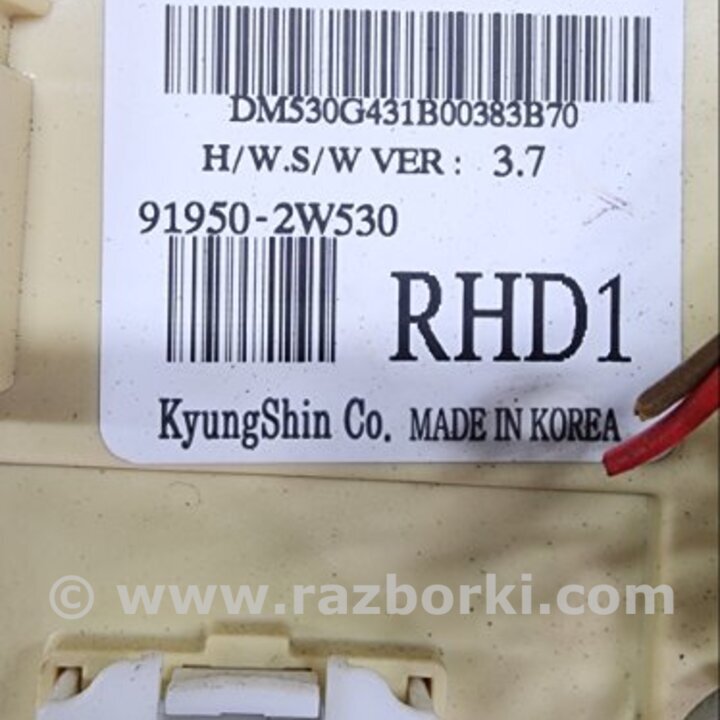 DM530G431B00383B70
H/W.S/W VER : 3.7
91950-2W530
RHD1
KyungShin Co. MADE IN KOREA
© www.razborki.com